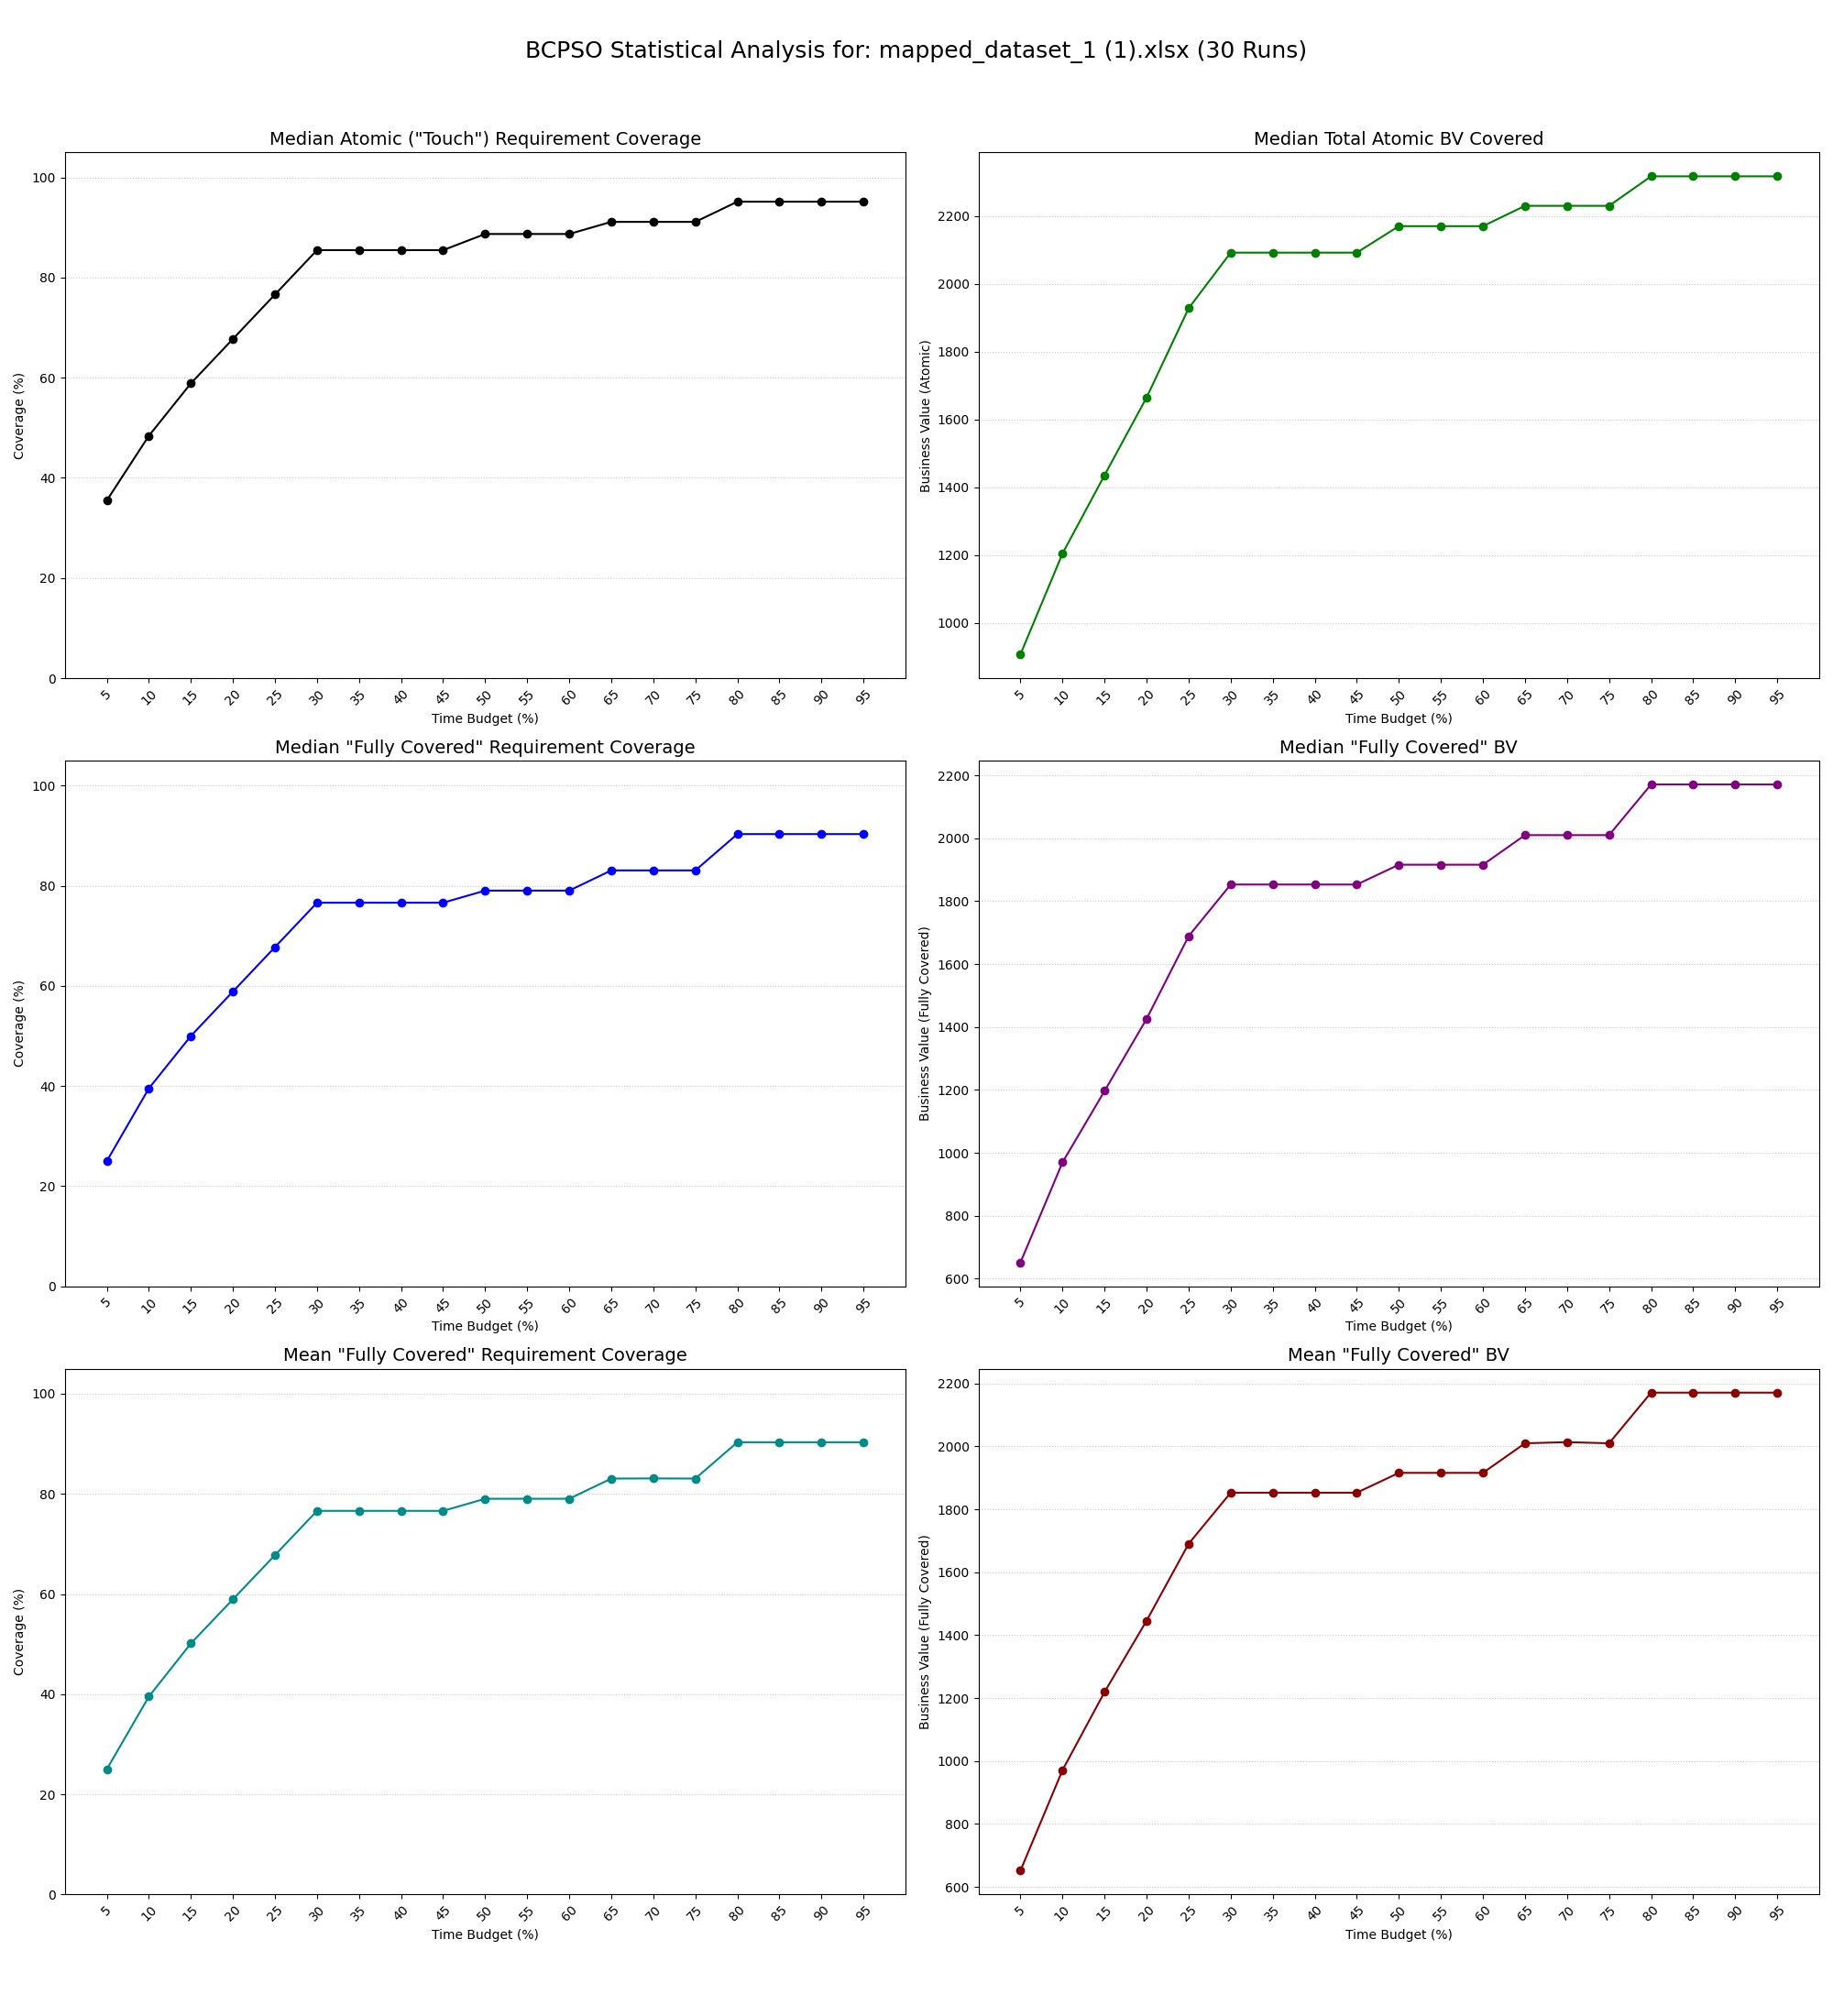 BCPSO Statistical Analysis for: mapped_dataset_1 (1).xlsx (30 Runs)
Median Atomic ("Touch") Requirement Coverage
Coverage (%)
100
80
60
40
20
0
5 10 15 20 25 30 35 40 45 50 55 60 65 70 75 80 85 90 95
Time Budget (%)
Median Total Atomic BV Covered
Business Value (Atomic)
2200
2000
1800
1600
1400
1200
1000
5 10 15 20 25 30 35 40 45 50 55 60 65 70 75 80 85 90 95
Time Budget (%)
Median "Fully Covered" Requirement Coverage
Coverage (%)
100
80
60
40
20
0
5 10 15 20 25 30 35 40 45 50 55 60 65 70 75 80 85 90 95
Time Budget (%)
Median "Fully Covered" BV
Business Value (Fully Covered)
2200
2000
1800
1600
1400
1200
1000
800
600
5 10 15 20 25 30 35 40 45 50 55 60 65 70 75 80 85 90 95
Time Budget (%)
Mean "Fully Covered" Requirement Coverage
Coverage (%)
100
80
60
40
20
0
5 10 15 20 25 30 35 40 45 50 55 60 65 70 75 80 85 90 95
Time Budget (%)
Mean "Fully Covered" BV
Business Value (Fully Covered)
2200
2000
1800
1600
1400
1200
1000
800
600
5 10 15 20 25 30 35 40 45 50 55 60 65 70 75 80 85 90 95
Time Budget (%)